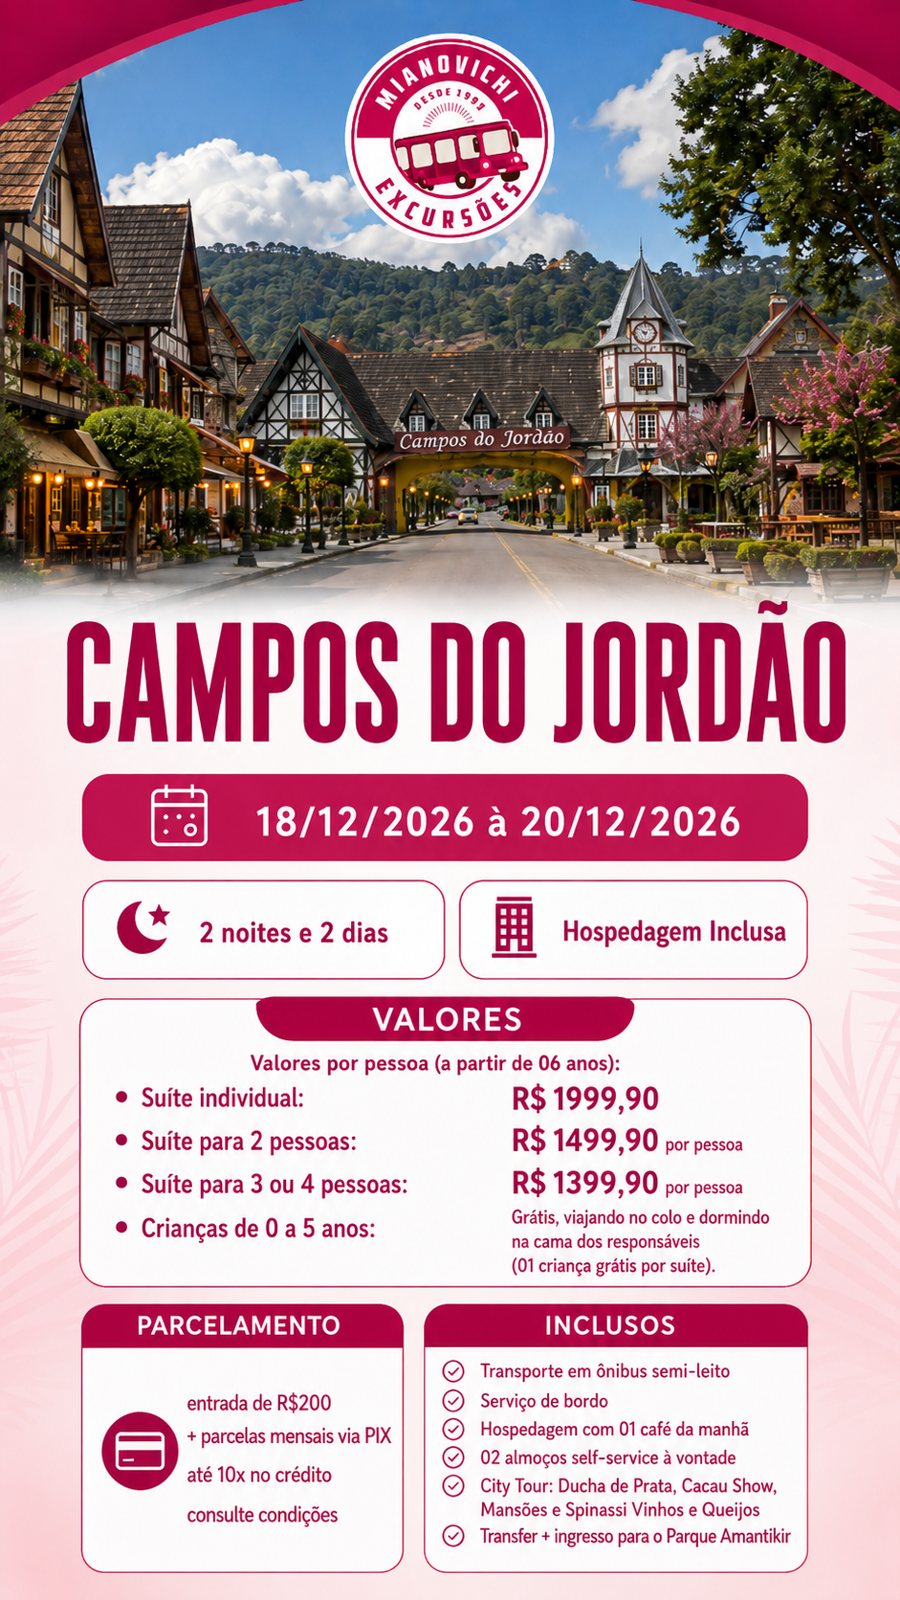 MIANOVICHI
DESDE 1999
EXCURSÕES
Campos do Jordão
CAMPOS DO JORDÃO
18/12/2026 à 20/12/2026
2 noites e 2 dias
Hospedagem Inclusa
VALORES
Valores por pessoa (a partir de 06 anos):
• Suíte individual: R$ 1999,90
• Suíte para 2 pessoas: R$ 1499,90 por pessoa
• Suíte para 3 ou 4 pessoas: R$ 1399,90 por pessoa
• Crianças de 0 a 5 anos: Grátis, viajando no colo e dormindo
na cama dos responsáveis
(01 criança grátis por suíte).
PARCELAMENTO
entrada de R$200
+ parcelas mensais via PIX
até 10x no crédito
consulte condições
INCLUSOS
Transporte em ônibus semi-leito
Serviço de bordo
Hospedagem com 01 café da manhã
02 almoços self-service à vontade
City Tour: Ducha de Prata, Cacau Show,
Mansões e Spinassi Vinhos e Queijos
Transfer + ingresso para o Parque Amantikir